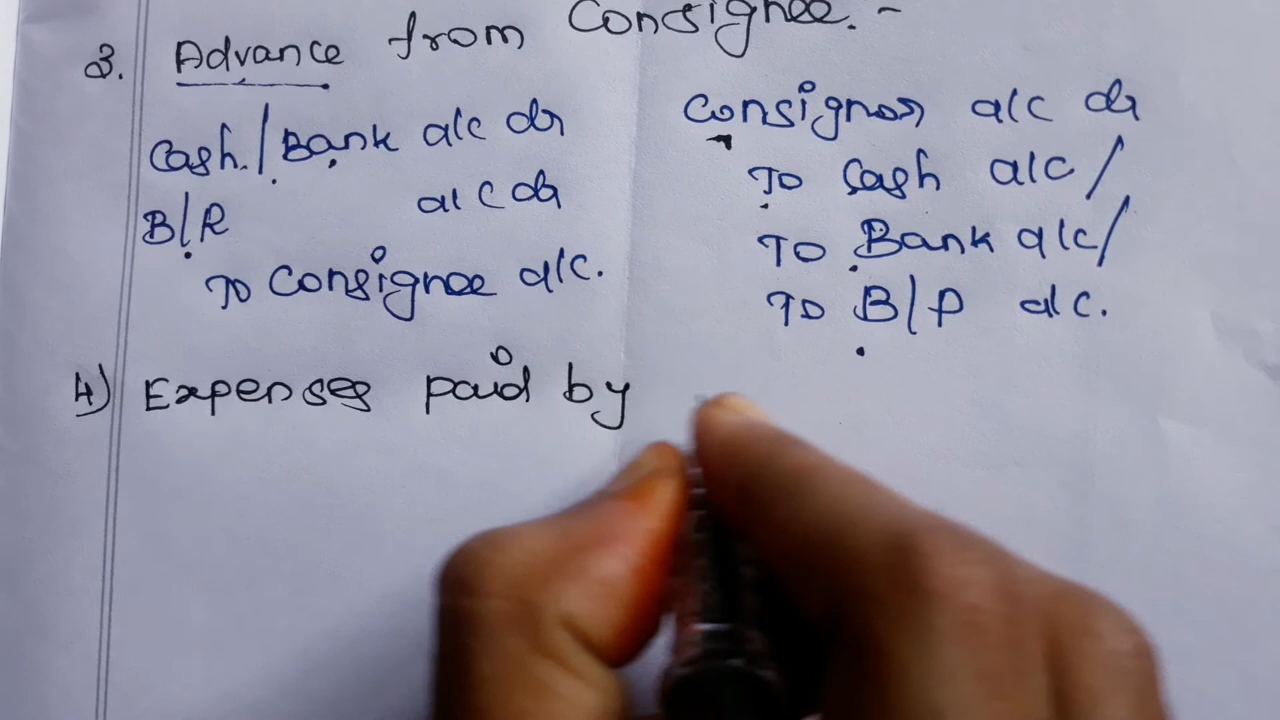 3. Advance from Consignee. -
Cash / Bank a/c dr
B/R a/c dr
To Consignee a/c.
Consignor a/c dr
To Cash a/c /
To Bank a/c /
To B/P a/c.
4) Expenses paid by